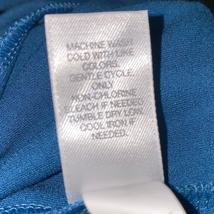 MACHINE WASH
COLD WITH LIKE
COLORS.
GENTLE CYCLE.
ONLY
NON-CHLORINE
BLEACH IF NEEDED
TUMBLE DRY LOW.
COOL IRON IF
NEEDED.